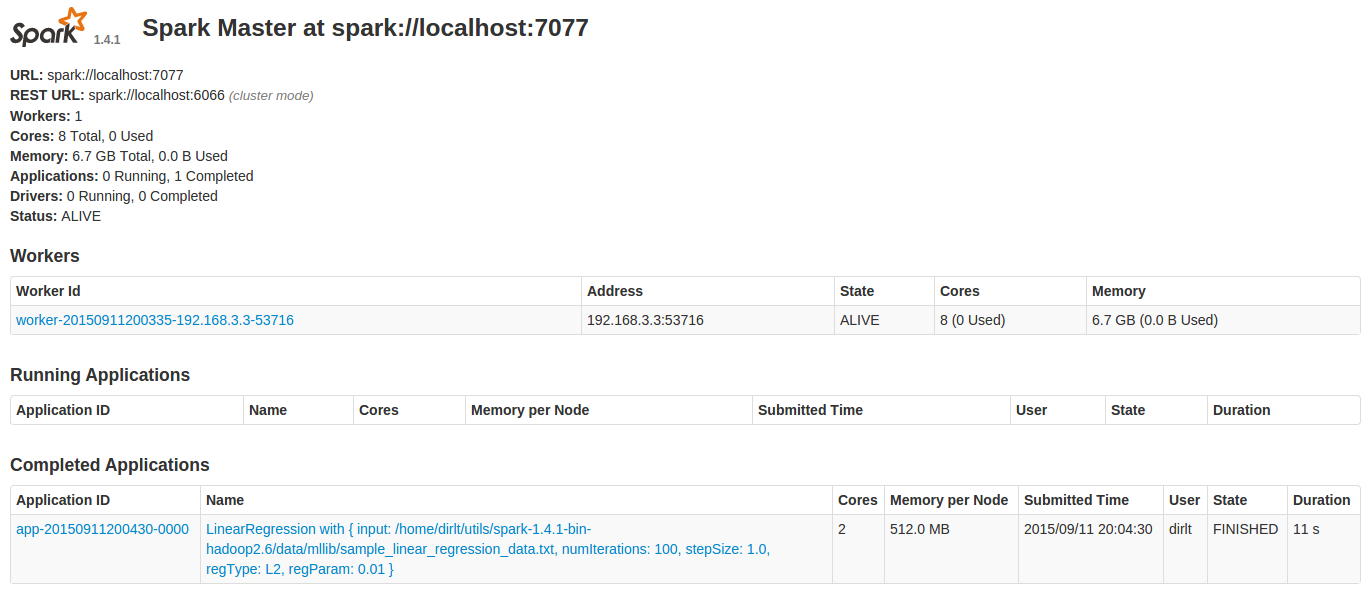 Spark 1.4.1 Spark Master at spark://localhost:7077
URL: spark://localhost:7077
REST URL: spark://localhost:6066 (cluster mode)
Workers: 1
Cores: 8 Total, 0 Used
Memory: 6.7 GB Total, 0.0 B Used
Applications: 0 Running, 1 Completed
Drivers: 0 Running, 0 Completed
Status: ALIVE
Workers
Worker Id Address State Cores Memory
worker-20150911200335-192.168.3.3-53716 192.168.3.3:53716 ALIVE 8 (0 Used) 6.7 GB (0.0 B Used)
Running Applications
Application ID Name Cores Memory per Node Submitted Time User State Duration
Completed Applications
Application ID Name Cores Memory per Node Submitted Time User State Duration
app-20150911200430-0000 LinearRegression with { input: /home/dirlt/utils/spark-1.4.1-bin- 2 512.0 MB 2015/09/11 20:04:30 dirlt FINISHED 11 s
hadoop2.6/data/mllib/sample_linear_regression_data.txt, numIterations: 100, stepSize: 1.0,
regType: L2, regParam: 0.01 }